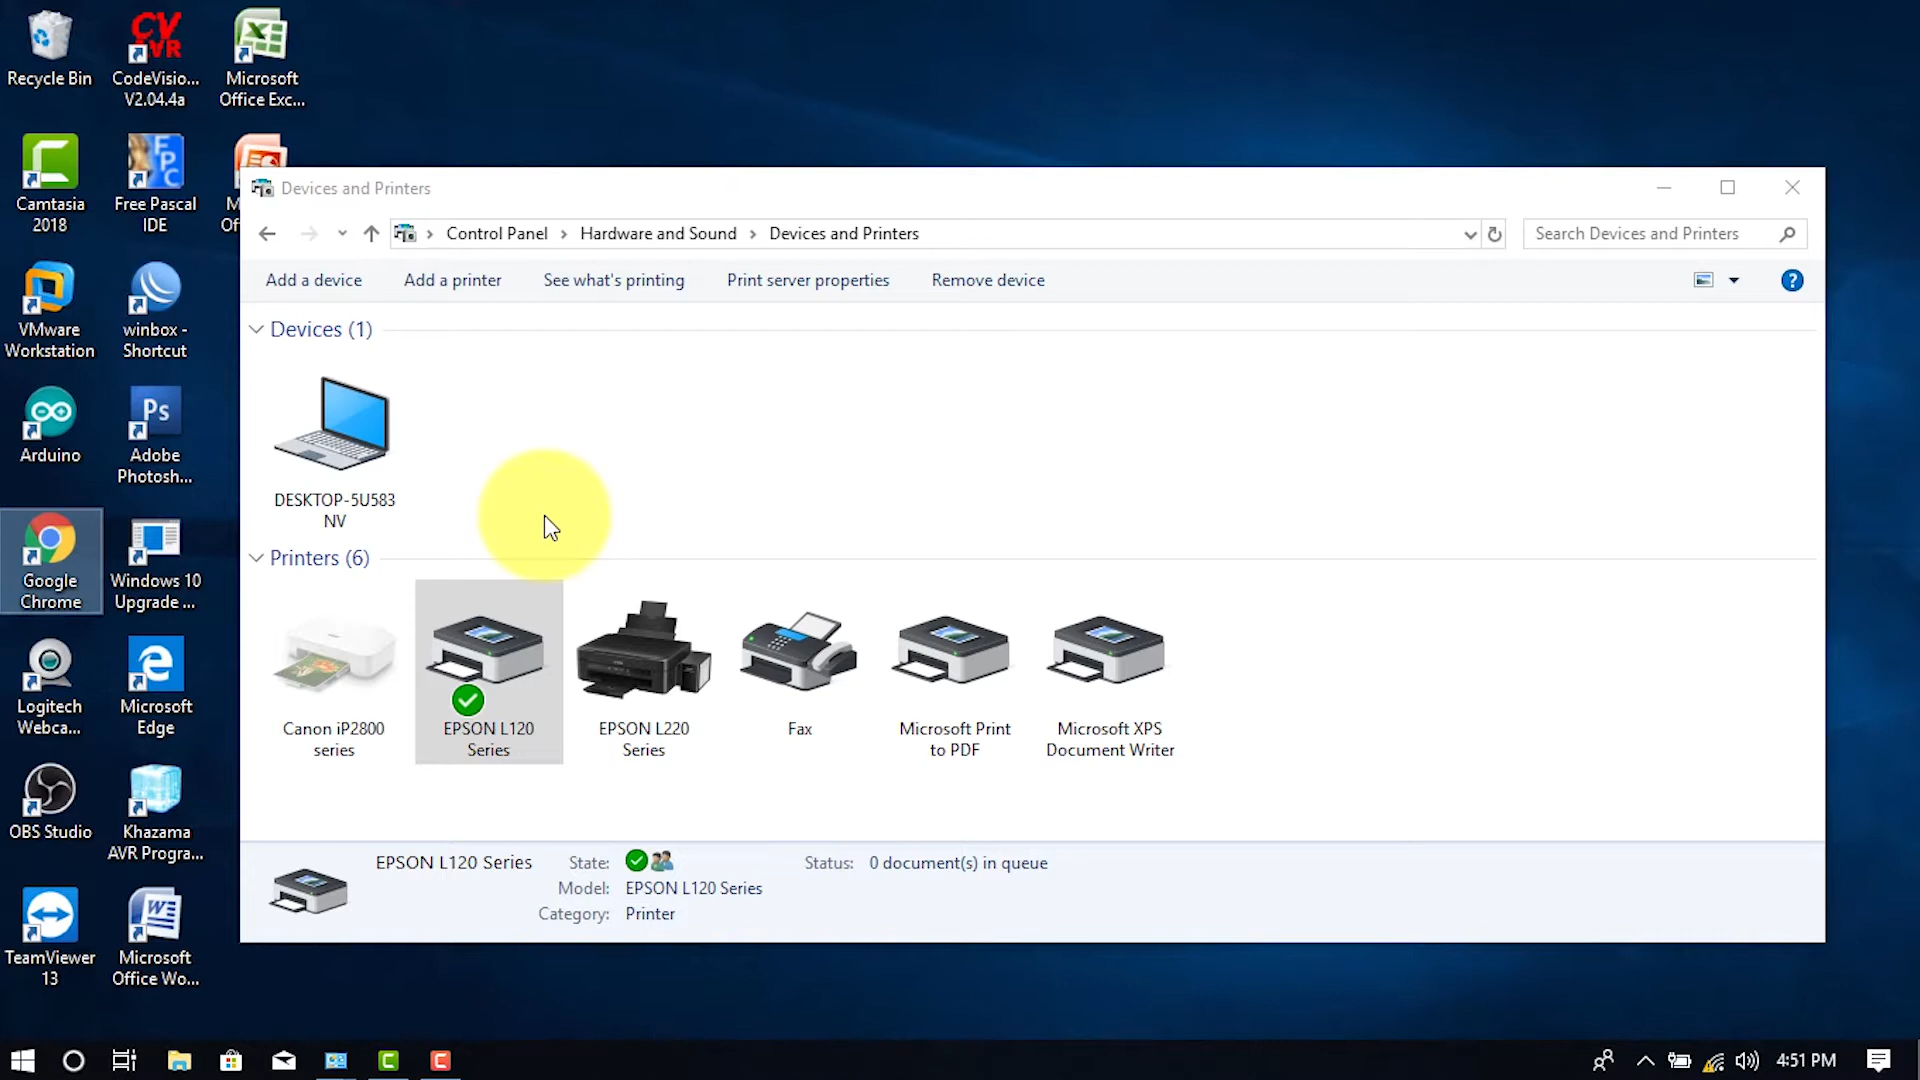 Recycle Bin
CodeVisio...
V2.04.4a
Microsoft
Office Exc...
Camtasia
2018
Free Pascal
IDE
VMware
Workstation
winbox -
Shortcut
Arduino
Adobe
Photosh...
Google
Chrome
Windows 10
Upgrade ...
Logitech
Webca...
Microsoft
Edge
OBS Studio
Khazama
AVR Progra...
TeamViewer
13
Microsoft
Office Wo...
Devices and Printers
Control Panel > Hardware and Sound > Devices and Printers
Search Devices and Printers
Add a device Add a printer See what's printing Print server properties Remove device
Devices (1)
DESKTOP-5U583
NV
Printers (6)
Canon iP2800
series
EPSON L120
Series
EPSON L220
Series
Fax
Microsoft Print
to PDF
Microsoft XPS
Document Writer
EPSON L120 Series
State:
Model: EPSON L120 Series
Category: Printer
Status: 0 document(s) in queue
4:51 PM